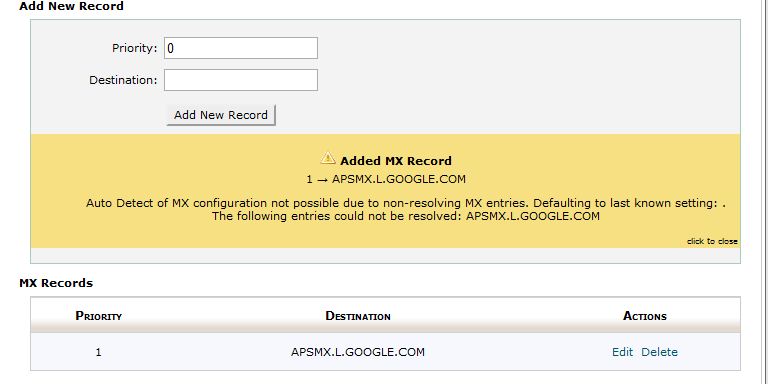 Add New Record
Priority: 0
Destination:
Add New Record
Added MX Record
1 → APSMX.L.GOOGLE.COM
Auto Detect of MX configuration not possible due to non-resolving MX entries. Defaulting to last known setting: .
The following entries could not be resolved: APSMX.L.GOOGLE.COM
click to close
MX Records
PRIORITY DESTINATION ACTIONS
1 APSMX.L.GOOGLE.COM Edit Delete